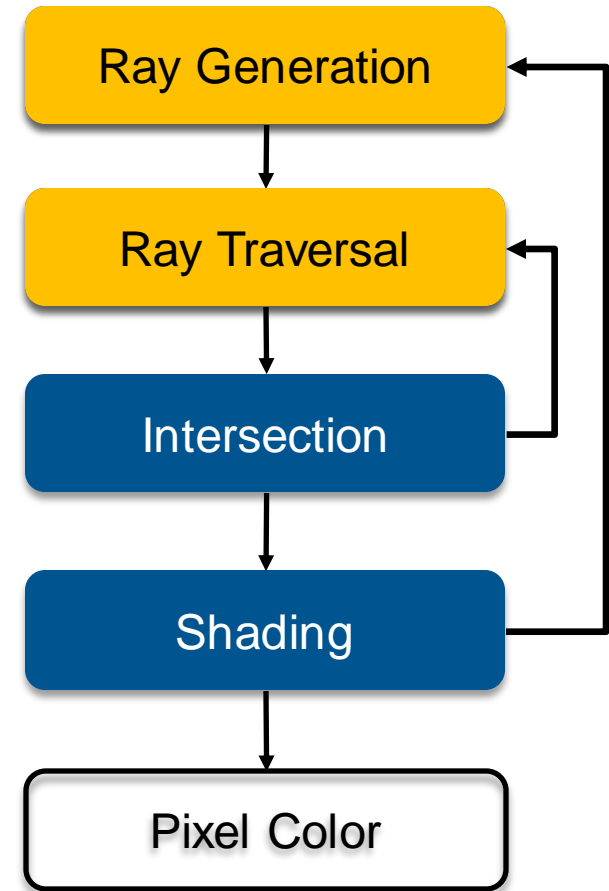 Ray Generation
Ray Traversal
Intersection
Shading
Pixel Color